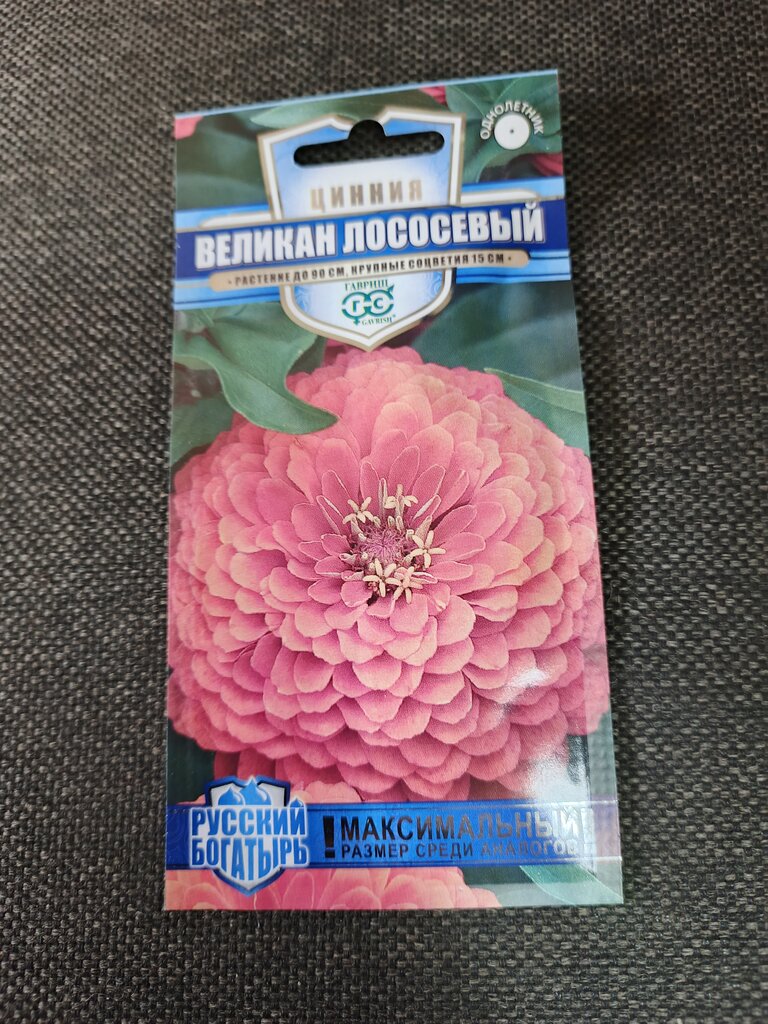 ОДНОЛЕТНИК
ЦИННИЯ
ВЕЛИКАН ЛОСОСЕВЫЙ
• РАСТЕНИЕ ДО 90 СМ, КРУПНЫЕ СОЦВЕТИЯ 15 СМ •
ГАВРИШ
Г-С
GAVRISH®
РУССКИЙ
БОГАТЫРЬ
! МАКСИМАЛЬНЫЙ
РАЗМЕР СРЕДИ АНАЛОГОВ